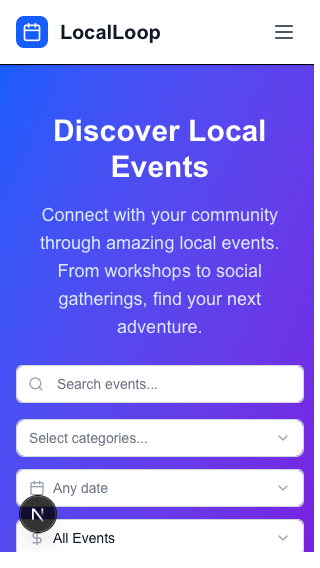 LocalLoop
Discover Local
Events
Connect with your community
through amazing local events.
From workshops to social
gatherings, find your next
adventure.
Search events...
Select categories...
Any date
N
All Events